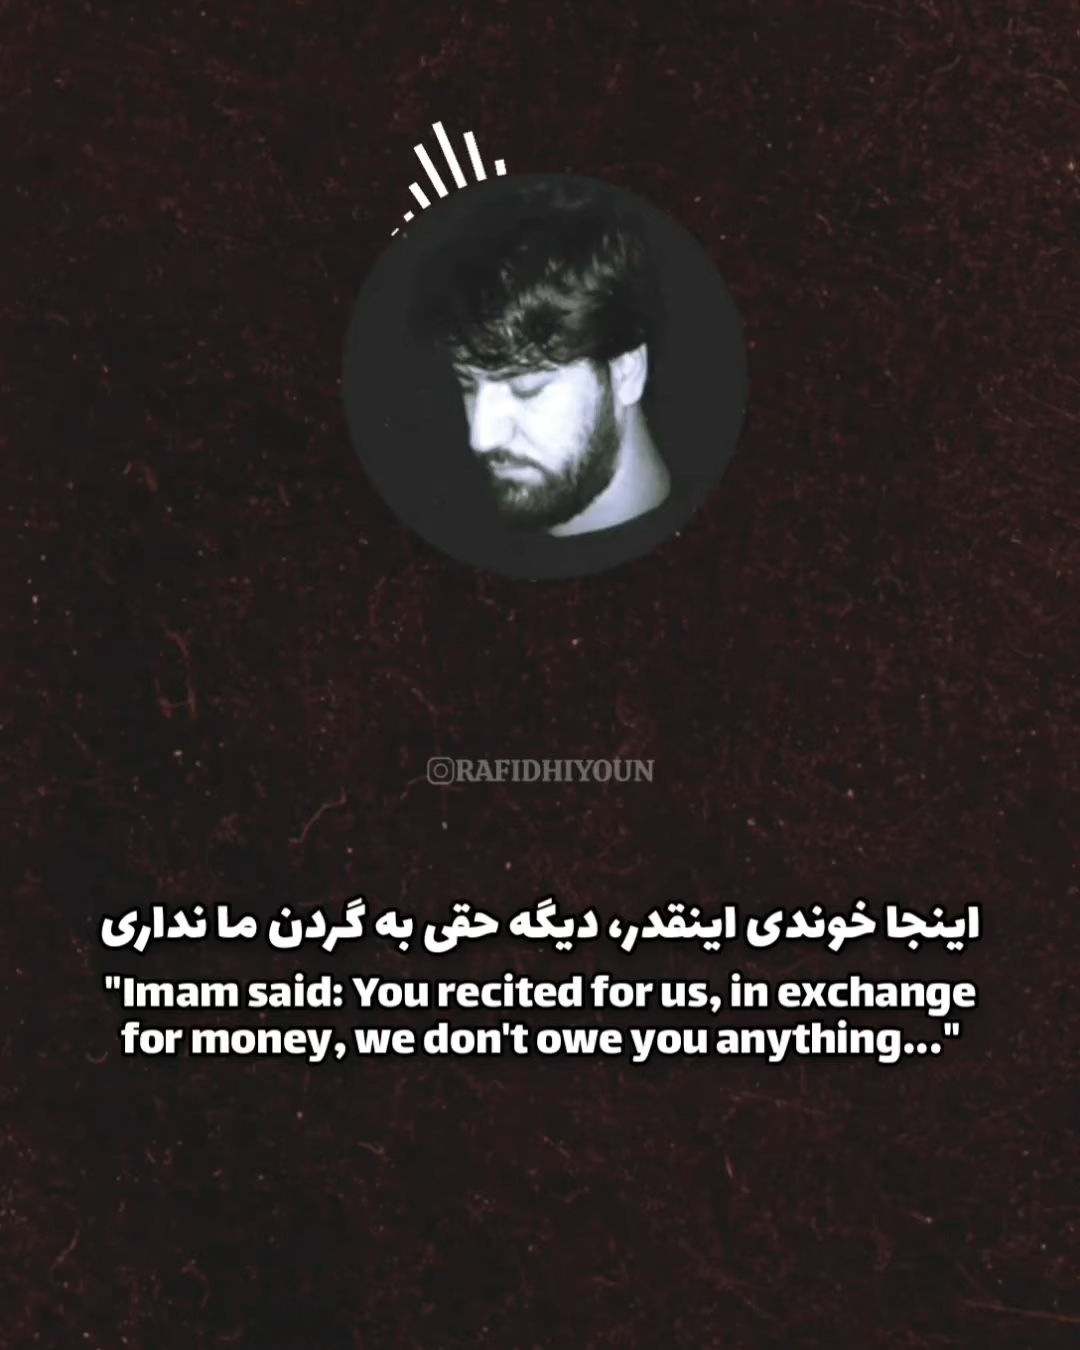 @RAFIDHIYOUN
اینجا خوندی اینقدر، دیگه حقی به گردن ما نداری
"Imam said: You recited for us, in exchange
for money, we don't owe you anything..."